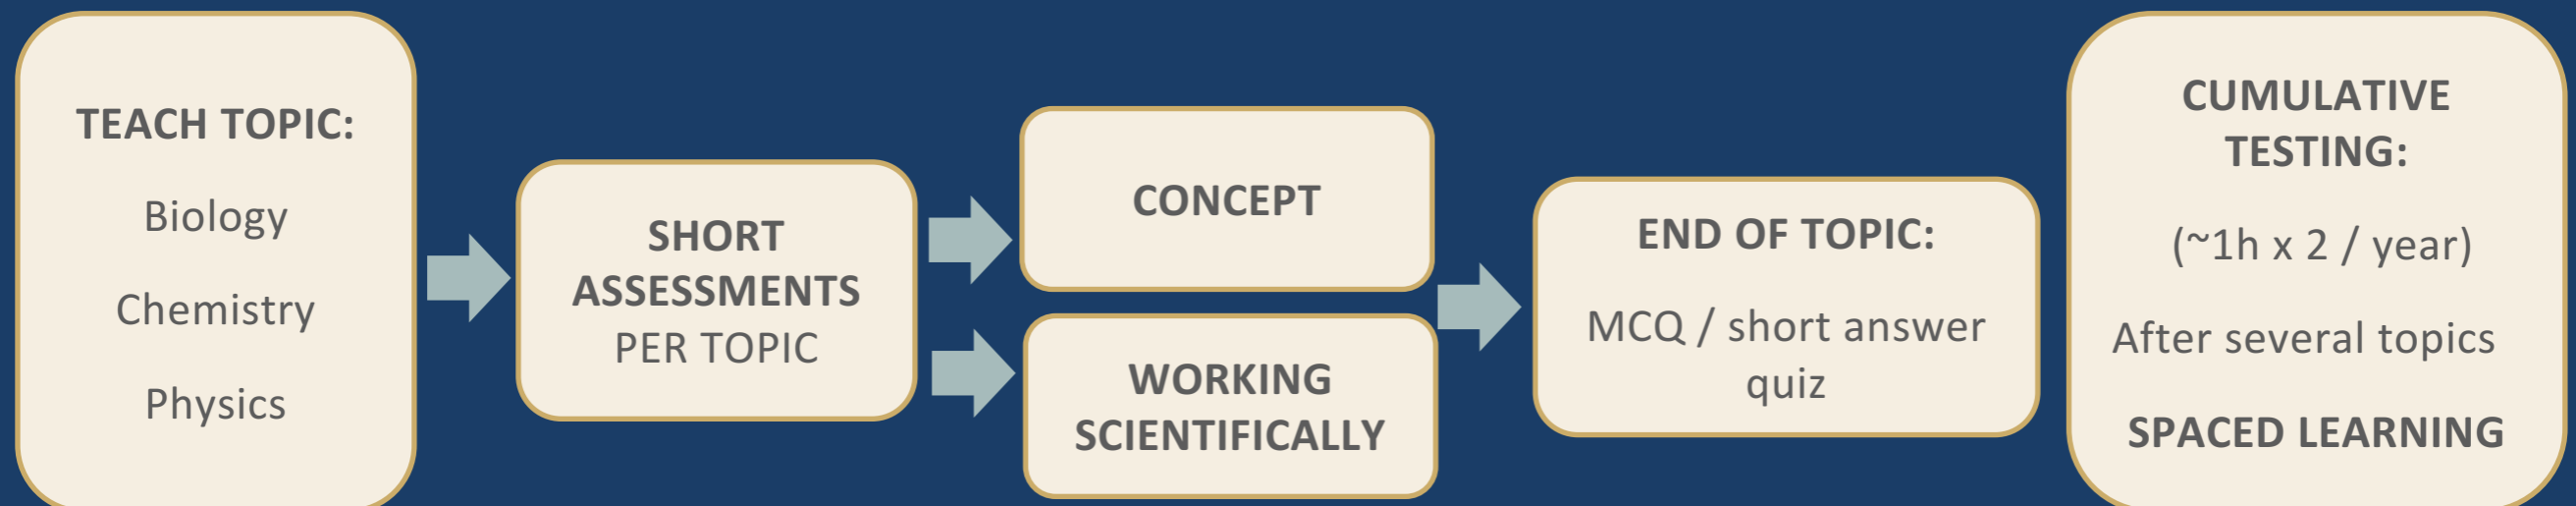 TEACH TOPIC:
Biology
Chemistry
Physics
SHORT
ASSESSMENTS
PER TOPIC
CONCEPT
WORKING
SCIENTIFICALLY
END OF TOPIC:
MCQ / short answer
quiz
CUMULATIVE
TESTING:
(~1h x 2 / year)
After several topics
SPACED LEARNING